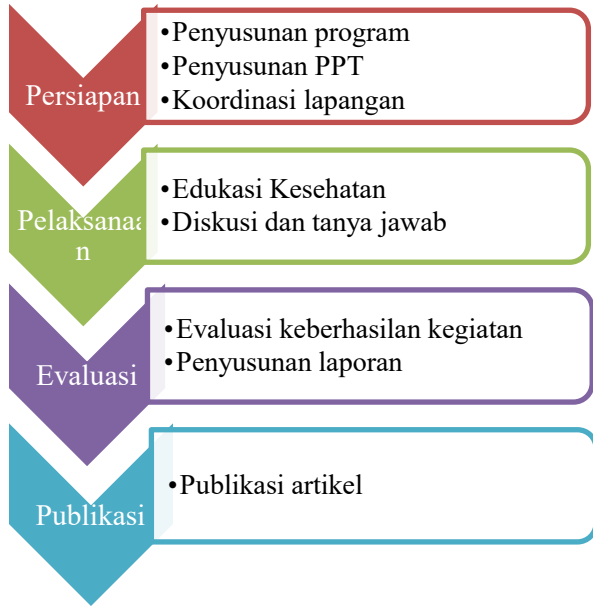 Persiapan
•Penyusunan program
•Penyusunan PPT
•Koordinasi lapangan
Pelaksanaa
n
•Edukasi Kesehatan
•Diskusi dan tanya jawab
Evaluasi
•Evaluasi keberhasilan kegiatan
•Penyusunan laporan
Publikasi
•Publikasi artikel